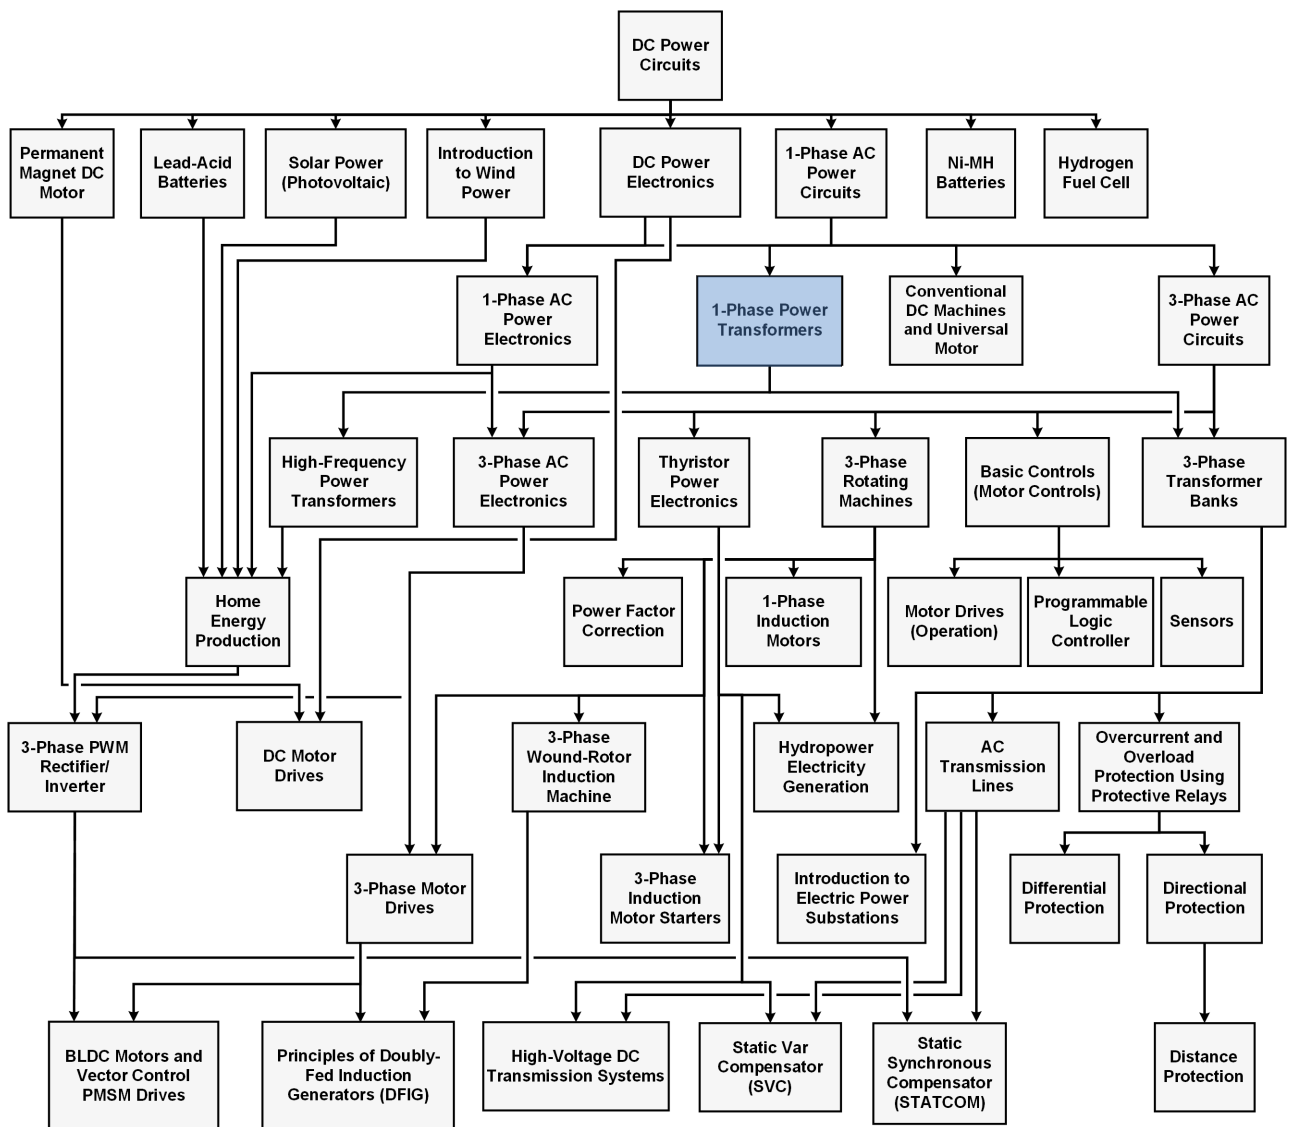 DC Power
Circuits
Permanent
Magnet DC
Motor
Lead-Acid
Batteries
Solar Power
(Photovoltaic)
Introduction
to Wind
Power
DC Power
Electronics
1-Phase AC
Power
Circuits
Ni-MH
Batteries
Hydrogen
Fuel Cell
1-Phase AC
Power
Electronics
1-Phase Power
Transformers
Conventional
DC Machines
and Universal
Motor
3-Phase AC
Power
Circuits
High-Frequency
Power
Transformers
3-Phase AC
Power
Electronics
Thyristor
Power
Electronics
3-Phase
Rotating
Machines
Basic Controls
(Motor Controls)
3-Phase
Transformer
Banks
Home
Energy
Production
Power Factor
Correction
1-Phase
Induction
Motors
Motor Drives
(Operation)
Programmable
Logic
Controller
Sensors
3-Phase PWM
Rectifier/
Inverter
DC Motor
Drives
3-Phase
Wound-Rotor
Induction
Machine
Hydropower
Electricity
Generation
AC
Transmission
Lines
Overcurrent and
Overload
Protection Using
Protective Relays
3-Phase Motor
Drives
3-Phase
Induction
Motor Starters
Introduction to
Electric Power
Substations
Differential
Protection
Directional
Protection
BLDC Motors and
Vector Control
PMSM Drives
Principles of Doubly-
Fed Induction
Generators (DFIG)
High-Voltage DC
Transmission Systems
Static Var
Compensator
(SVC)
Static
Synchronous
Compensator
(STATCOM)
Distance
Protection